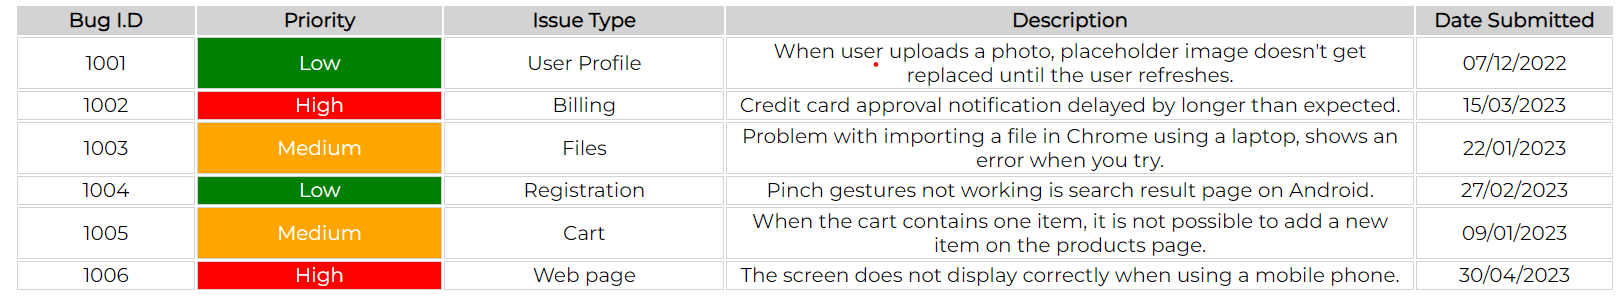 Bug I.D Priority Issue Type Description Date Submitted
1001 Low User Profile When user uploads a photo, placeholder image doesn't get
replaced until the user refreshes. 07/12/2022
1002 High Billing Credit card approval notification delayed by longer than expected. 15/03/2023
1003 Medium Files Problem with importing a file in Chrome using a laptop, shows an
error when you try. 22/01/2023
1004 Low Registration Pinch gestures not working is search result page on Android. 27/02/2023
1005 Medium Cart When the cart contains one item, it is not possible to add a new
item on the products page. 09/01/2023
1006 High Web page The screen does not display correctly when using a mobile phone. 30/04/2023